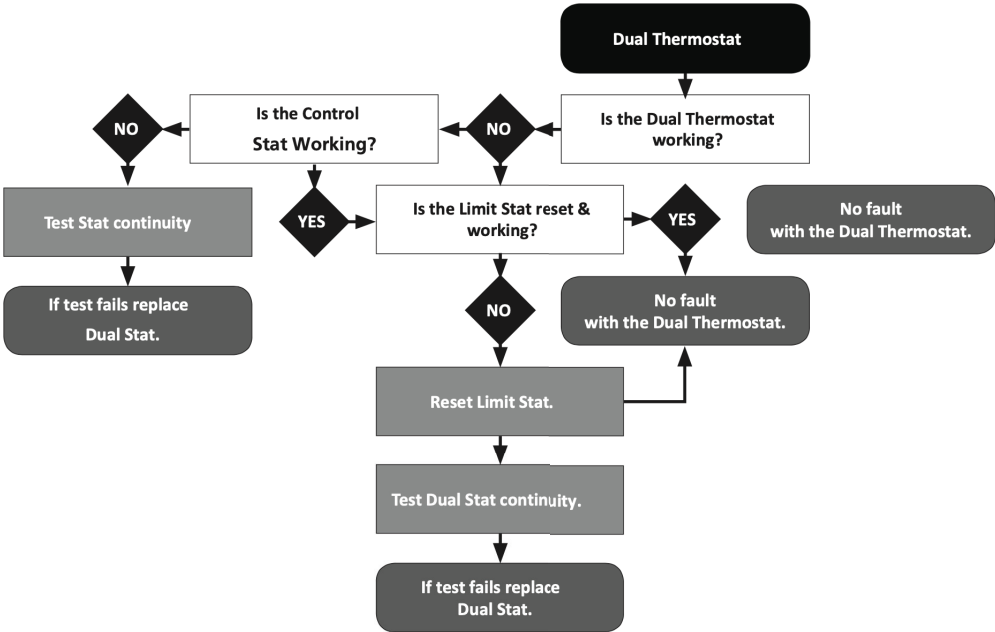 Dual Thermostat
Is the Dual Thermostat
working?
NO
Is the Control
Stat Working?
NO
Test Stat continuity
If test fails replace
Dual Stat.
YES
Is the Limit Stat reset &
working?
YES
No fault
with the Dual Thermostat.
No fault
with the Dual Thermostat.
NO
Reset Limit Stat.
Test Dual Stat continuity.
If test fails replace
Dual Stat.